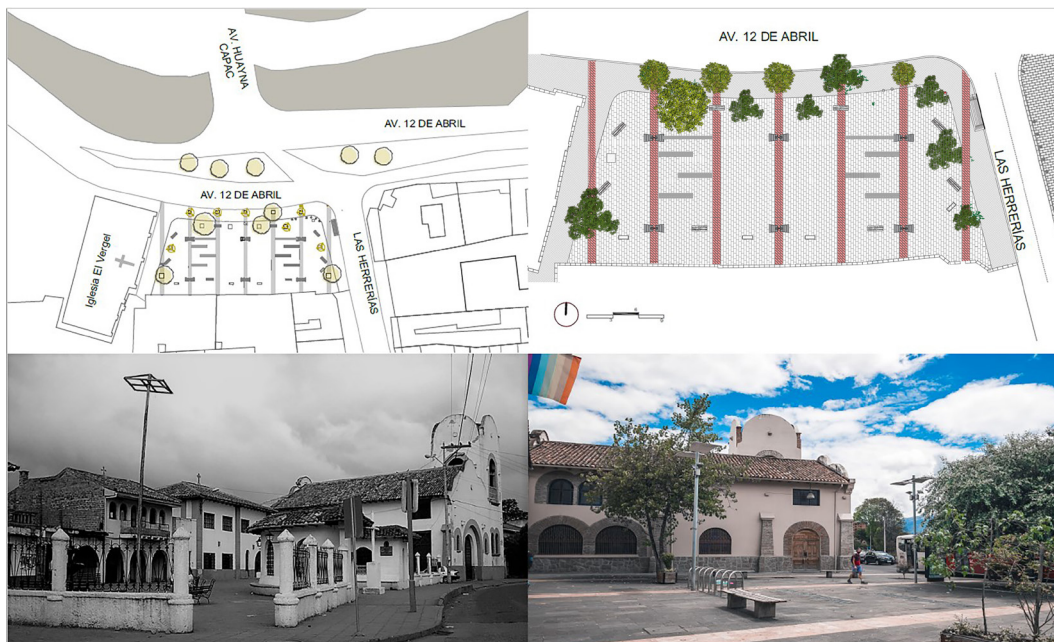 AV. HUAYNA
CAPAC
AV. 12 DE ABRIL
AV. 12 DE ABRIL
Iglesia El Vergel
LAS HERRERÍAS
AV. 12 DE ABRIL
LAS HERRERÍAS